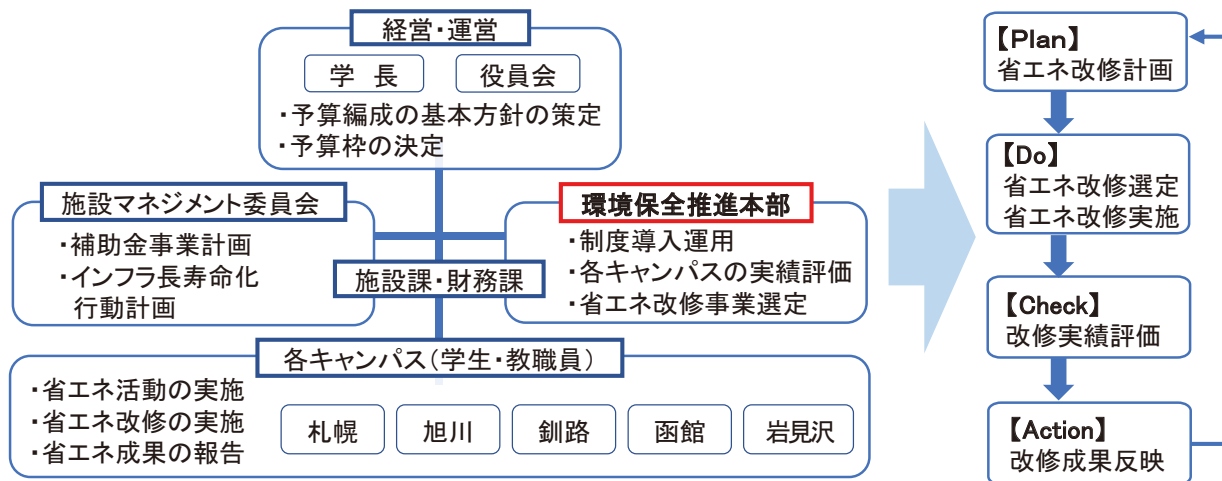 経営・運営
学 長
役員会
・予算編成の基本方針の策定
・予算枠の決定
施設マネジメント委員会
・補助金事業計画
・インフラ長寿命化
行動計画
環境保全推進本部
・制度導入運用
・各キャンパスの実績評価
・省エネ改修事業選定
施設課・財務課
各キャンパス(学生・教職員)
・省エネ活動の実施
・省エネ改修の実施
・省エネ成果の報告
札幌
旭川
釧路
函館
岩見沢
【Plan】
省エネ改修計画
【Do】
省エネ改修選定
省エネ改修実施
【Check】
改修実績評価
【Action】
改修成果反映